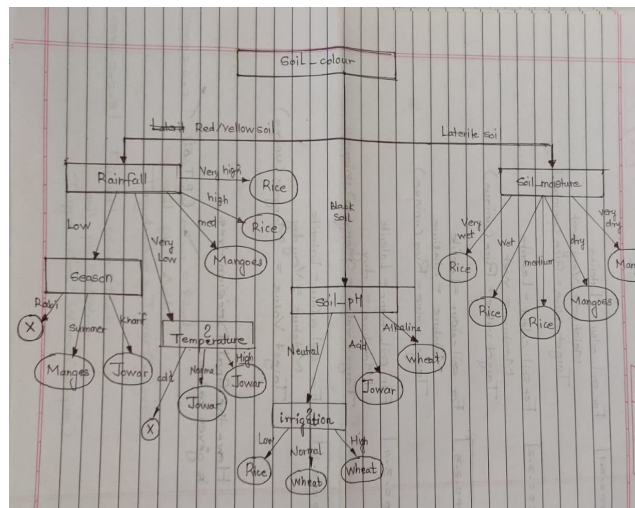 Soil_colour
Red/Yellow soil
Laterite soi
Rainfall
Very high
Rice
high
Rice
med
Mangoes
Low
Very Low
Black Soil
Soil_moisture
Very wet
Rice
Wet
Rice
medium
Rice
dry
Mangoes
very dry
Man
Season
Rabi
X
Summer
Manges
kharif
Jowar
?
Temperature
cold
X
Normal
Jowar
High
Jowar
Soil_pH
Neutral
Acid
Jowar
Alkaline
Wheat
?
irrigation
Low
Rice
Normal
Wheat
High
Wheat